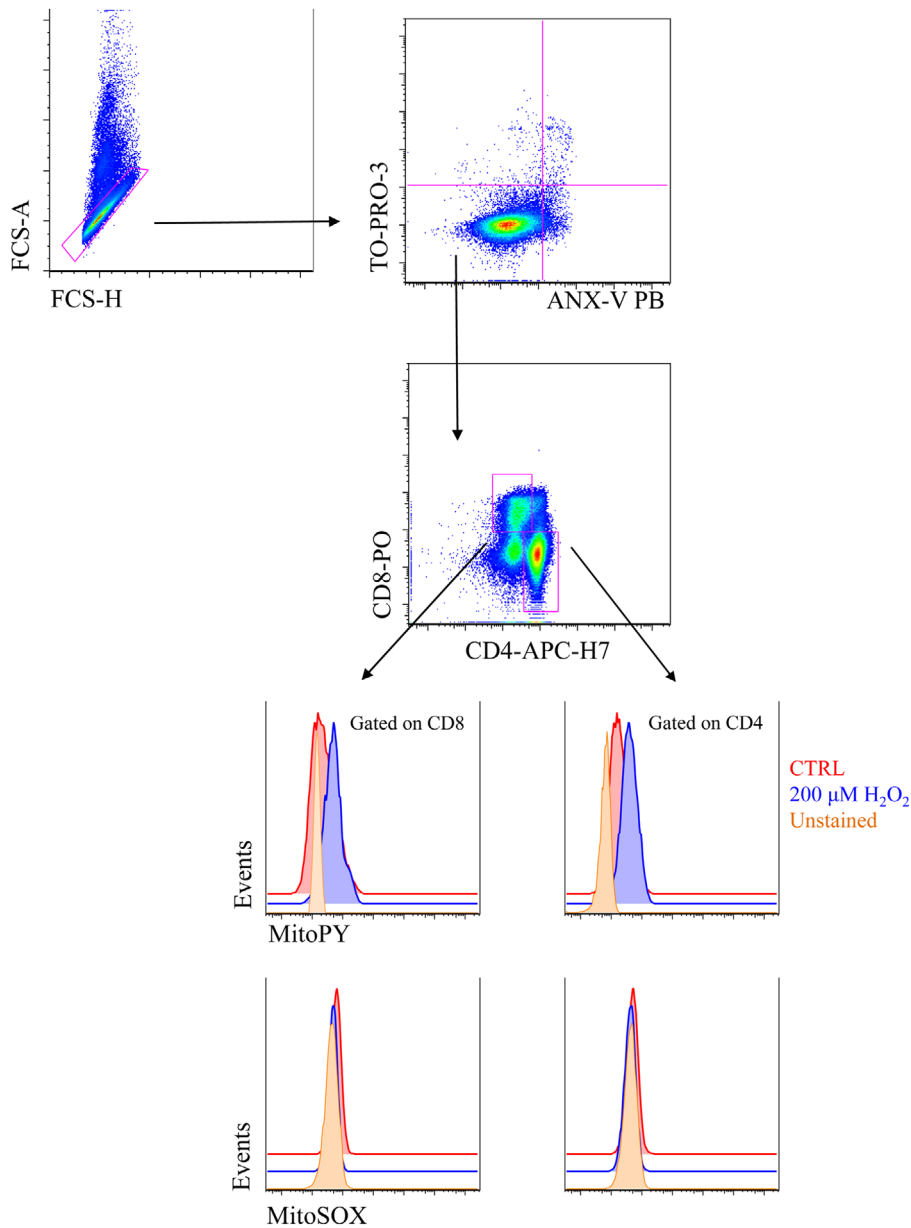 FCS-A
FCS-H
TO-PRO-3
ANX-V PB
CD8-PO
CD4-APC-H7
Gated on CD8
Gated on CD4
CTRL
200 µM H₂O₂
Unstained
Events
MitoPY
Events
MitoSOX